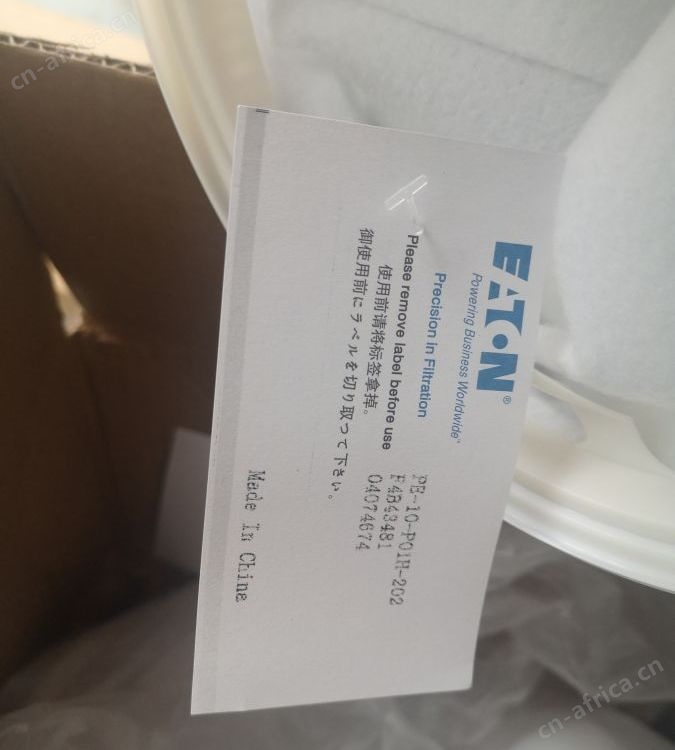 EATON®
Powering Business Worldwide
Precision in Filtration
Please remove label before use
使用前请将标签拿掉。
御使用前にラベルを切り取って下さい。
PE-10-P01H-202
F4B43481
04074674
Made In China
cn-africa.cn
cn-africa.cn